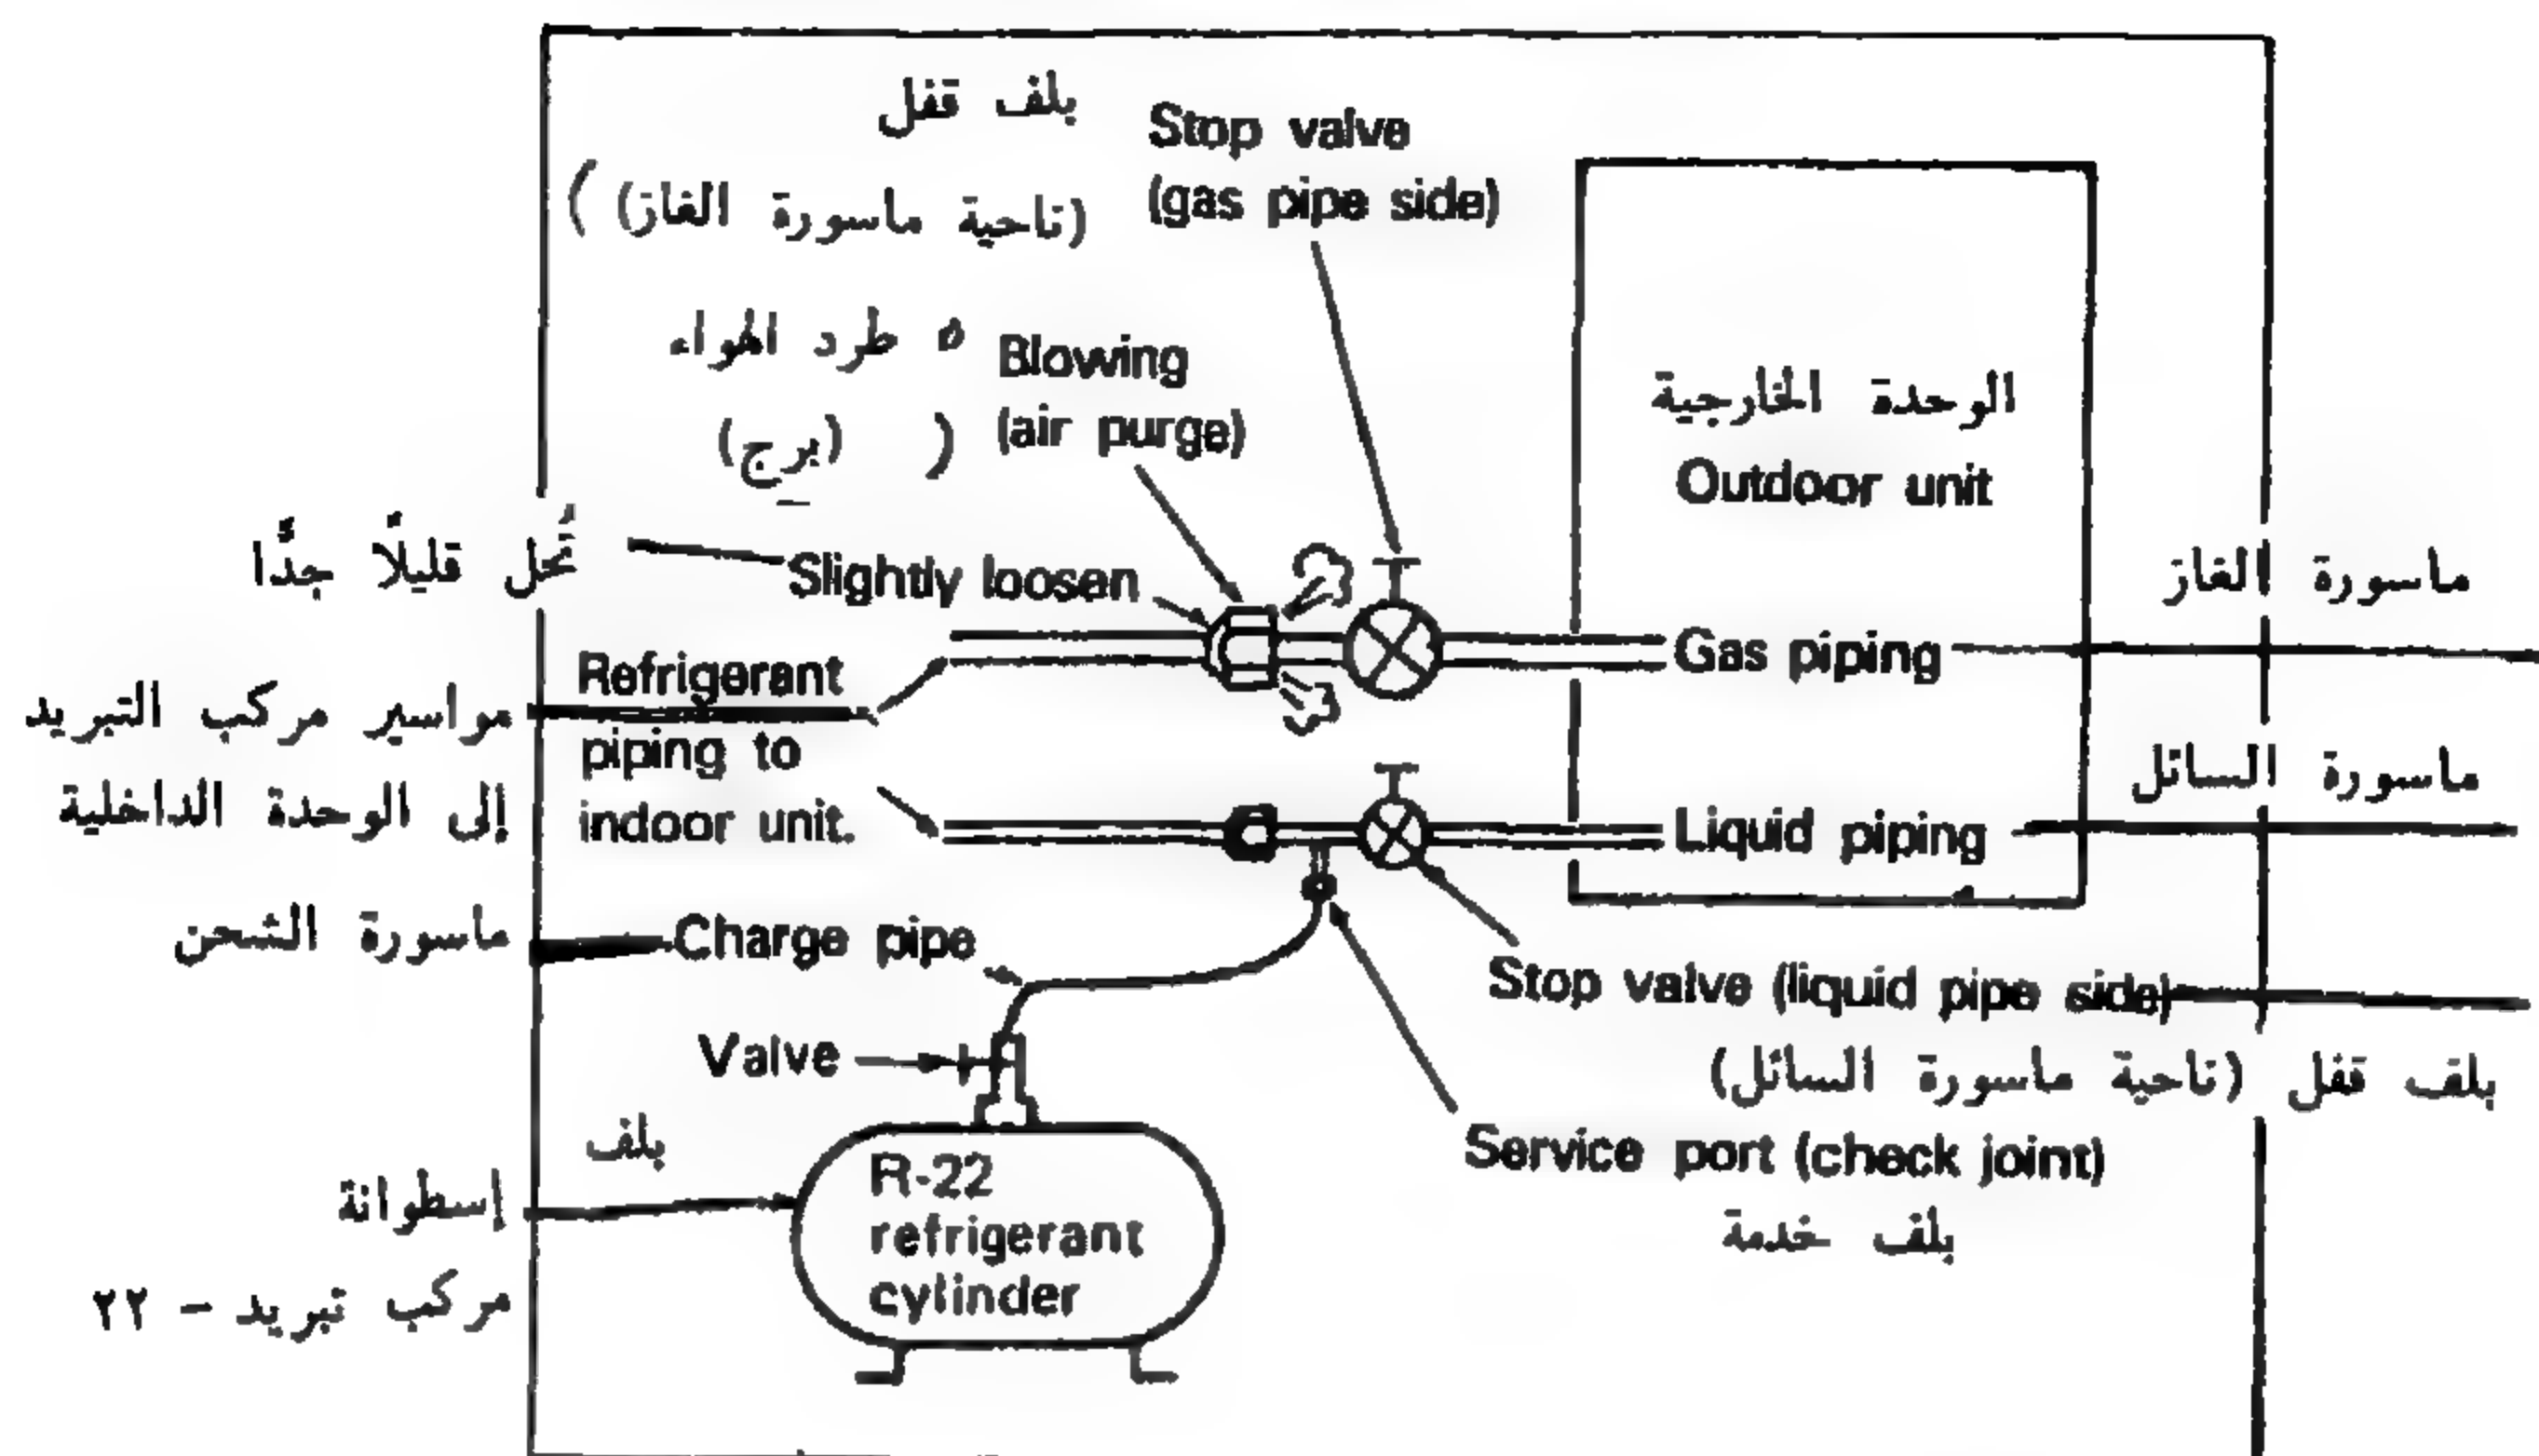 بلف قفل
Stop valve
(ناحية ماسورة الغاز) )
(gas pipe side)
طرد الهواء
Blowing
(برج) )
(air purge)
الوحدة الخارجية
Outdoor unit
تُحل قليلًا جدًّا
Slightly loosen
ماسورة الغاز
Gas piping
مواسير مركب التبريد
إلى الوحدة الداخلية
Refrigerant
piping to
indoor unit.
ماسورة السائل
Liquid piping
ماسورة الشحن
Charge pipe
Stop valve (liquid pipe side)
بلف قفل (ناحية ماسورة السائل)
Valve
بلف
Service port (check joint)
بلف خدمة
إسطوانة
مركب تبريد - ٢٢
R-22
refrigerant
cylinder